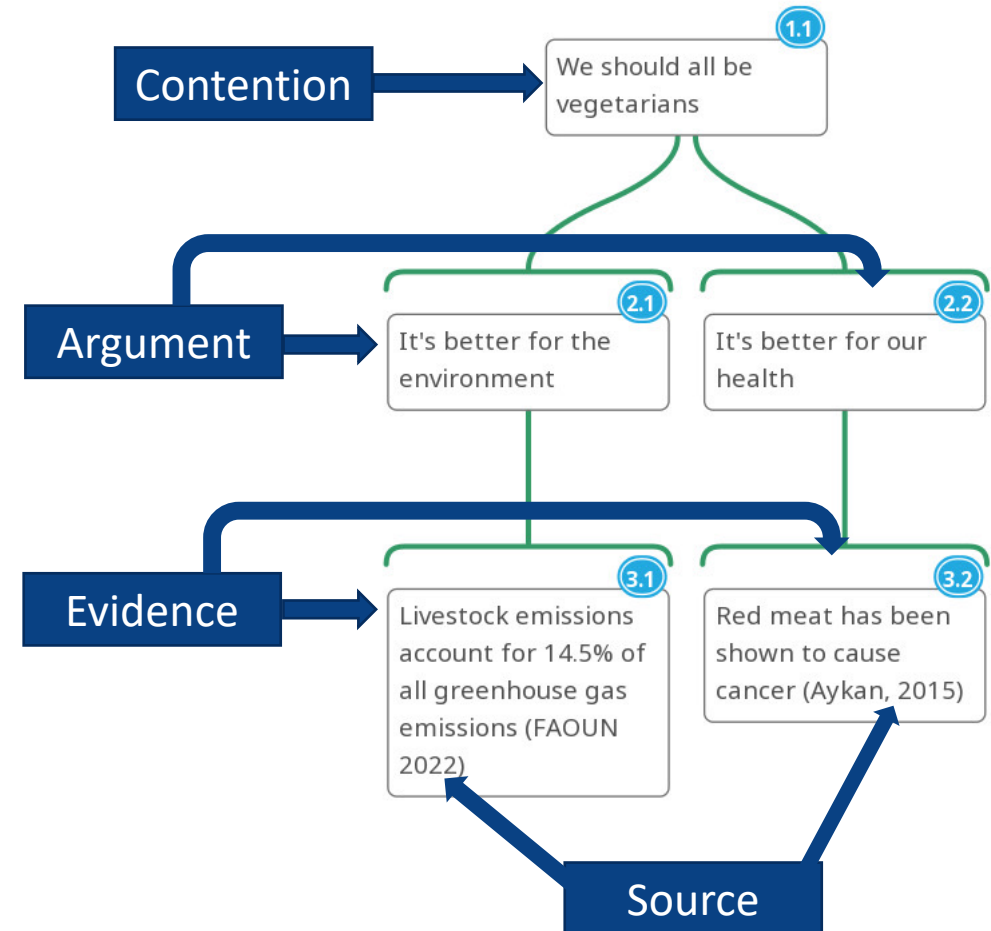 1.1
Contention
We should all be
vegetarians
Argument
2.1
It's better for the
environment
2.2
It's better for our
health
Evidence
3.1
Livestock emissions
account for 14.5% of
all greenhouse gas
emissions (FAOUN
2022)
3.2
Red meat has been
shown to cause
cancer (Aykan, 2015)
Source